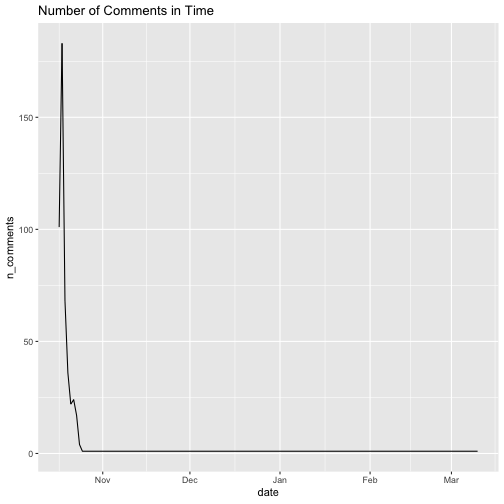 Number of Comments in Time
150
100
50
0
n_comments
Nov
Dec
Jan
Feb
Mar
date